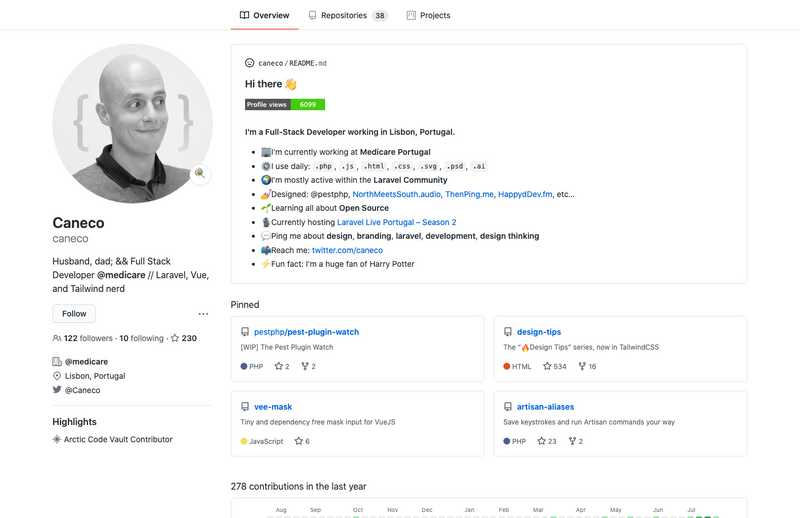 Overview
Repositories 38
Projects
caneco/README.md
Hi there 👋
Profile views 6099
I'm a Full-Stack Developer working in Lisbon, Portugal.
🏢I'm currently working at Medicare Portugal
⚙️I use daily: .php, .js, .html, .css, .svg, .psd, .ai
🌍I'm mostly active within the Laravel Community
💅Designed: @pestphp, NorthMeetsSouth.audio, ThenPing.me, HappydDev.fm, etc...
🌱Learning all about Open Source
🎙Currently hosting Laravel Live Portugal – Season 2
💬Ping me about design, branding, laravel, development, design thinking
📫Reach me: twitter.com/caneco
⚡️Fun fact: I'm a huge fan of Harry Potter
Caneco
caneco
Husband, dad; && Full Stack
Developer @medicare // Laravel, Vue,
and Tailwind nerd
Follow
122 followers · 10 following · 230
@medicare
Lisbon, Portugal
@Caneco
Highlights
Arctic Code Vault Contributor
Pinned
pestphp/pest-plugin-watch
[WIP] The Pest Plugin Watch
PHP 2 2
design-tips
The "🔥Design Tips" series, now in TailwindCSS
HTML 534 16
vee-mask
Tiny and dependency free mask input for VueJS
JavaScript 6
artisan-aliases
Save keystrokes and run Artisan commands your way
PHP 23 2
278 contributions in the last year
Aug Sep Oct Nov Dec Jan Feb Mar Apr May Jun Jul